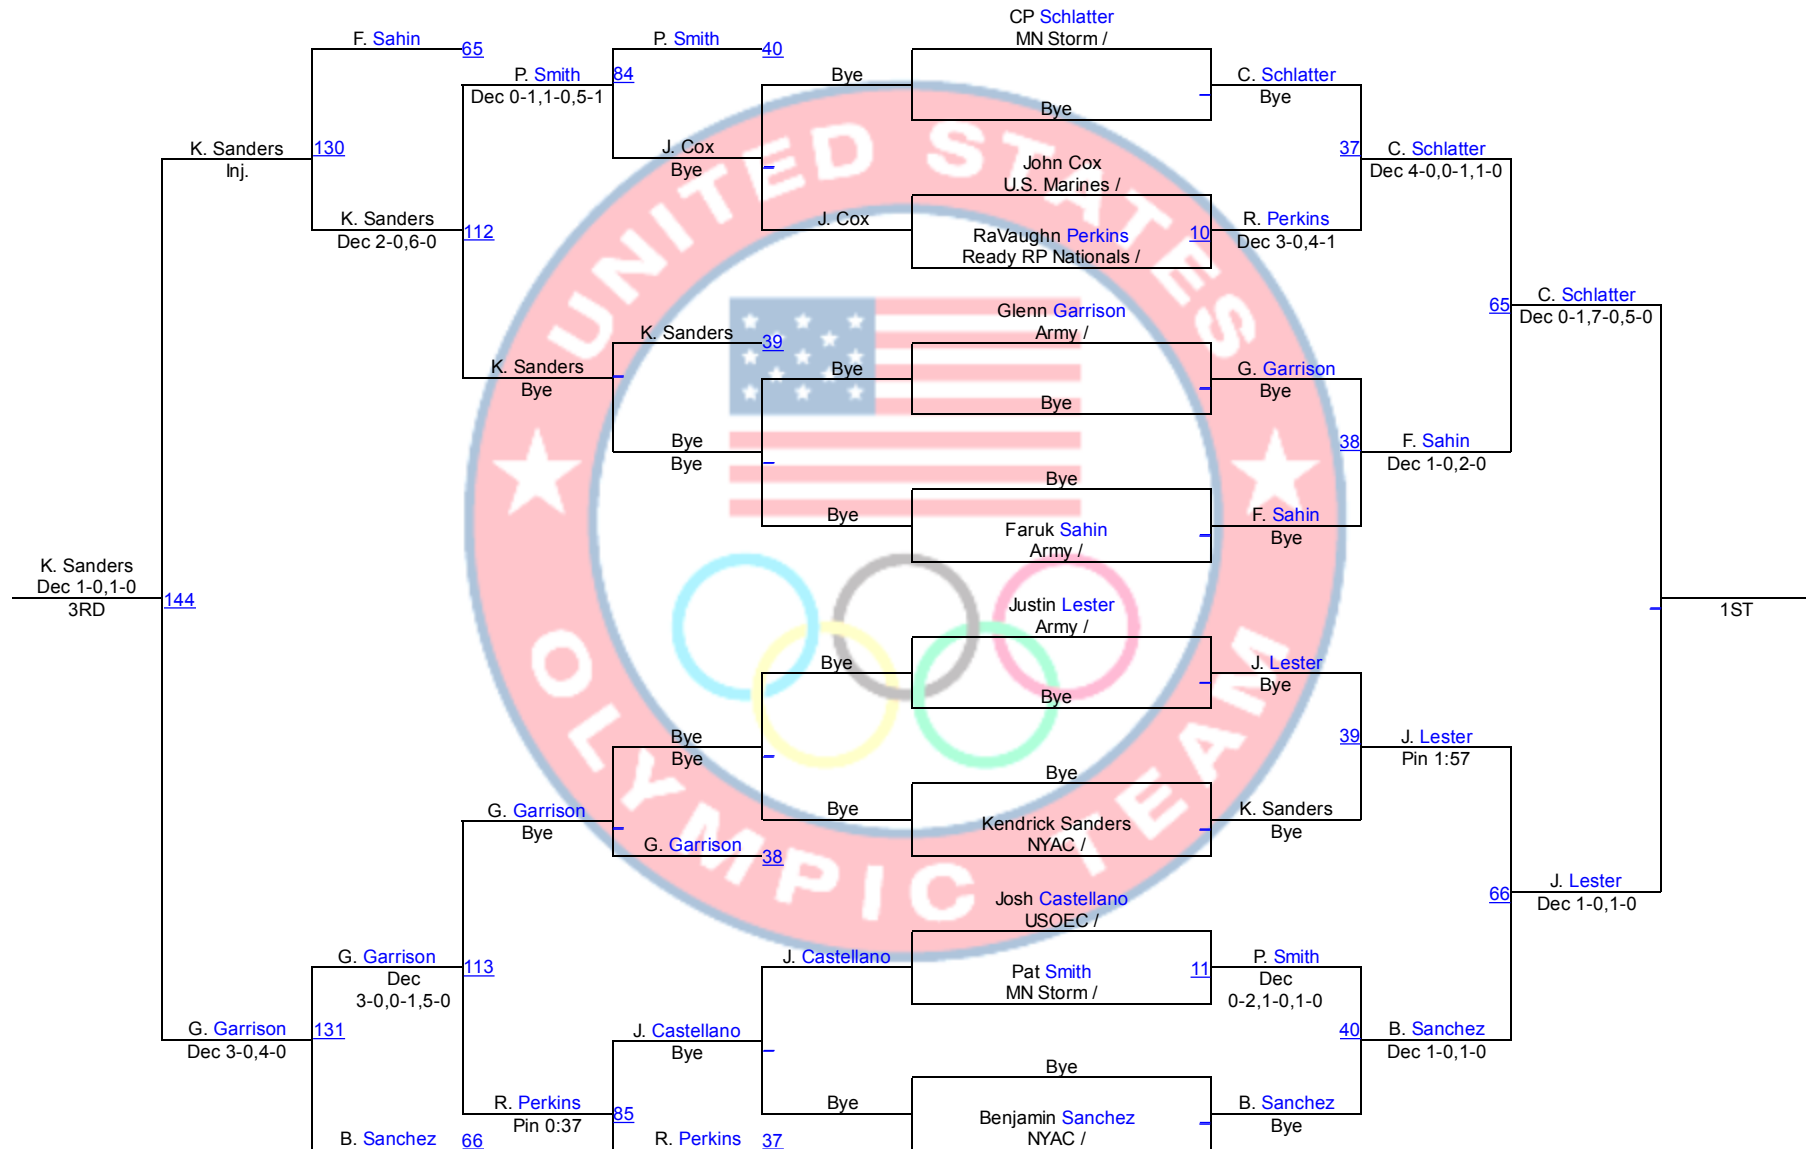 CP Schlatter
MN Storm /
F. Sahin
65
P. Smith
40
P. Smith
84
Dec 0-1,1-0,5-1
Bye
C. Schlatter
Bye
Bye
K. Sanders
Inj.
130
J. Cox
Bye
John Cox
U.S. Marines /
37
C. Schlatter
Dec 4-0,0-1,1-0
K. Sanders
Dec 2-0,6-0
112
J. Cox
RaVaughn Perkins
Ready RP Nationals /
10
R. Perkins
Dec 3-0,4-1
UNITED STATES
Glenn Garrison
Army /
65
C. Schlatter
Dec 0-1,7-0,5-0
K. Sanders
39
K. Sanders
Bye
Bye
Bye
G. Garrison
Bye
Bye
Bye
38
F. Sahin
Dec 1-0,2-0
Bye
Bye
Faruk Sahin
Army /
F. Sahin
Bye
K. Sanders
Dec 1-0,1-0
3RD
144
Justin Lester
Army /
1ST
Bye
Bye
J. Lester
Bye
Bye
Bye
39
J. Lester
Pin 1:57
Bye
Bye
Kendrick Sanders
NYAC /
K. Sanders
Bye
G. Garrison
Bye
G. Garrison
38
OLYMPIC TEAM
Josh Castellano
USOEC /
66
J. Lester
Dec 1-0,1-0
G. Garrison
Dec
3-0,0-1,5-0
113
J. Castellano
Pat Smith
MN Storm /
11
P. Smith
Dec
0-2,1-0,1-0
G. Garrison
Dec 3-0,4-0
131
J. Castellano
Bye
40
B. Sanchez
Dec 1-0,1-0
Bye
R. Perkins
Pin 0:37
85
Bye
Benjamin Sanchez
NYAC /
B. Sanchez
Bye
B. Sanchez
66
R. Perkins
37